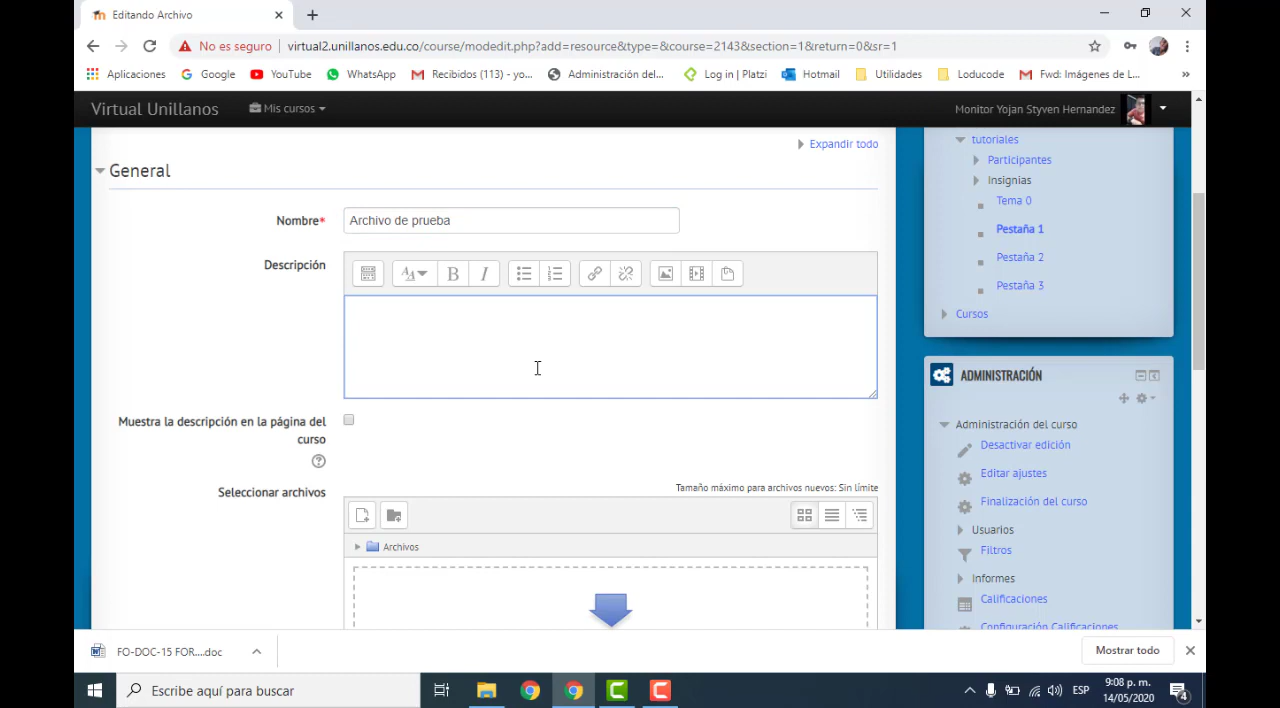 Editando Archivo
No es seguro
virtual2.unillanos.edu.co/course/modedit.php?add=resource&type=&course=2143&section=1&return=0&sr=1
Aplicaciones Google YouTube WhatsApp Recibidos (113) - yo... Administración del... Log in | Platzi Hotmail Utilidades Loducode Fwd: Imágenes de L... »
Virtual Unillanos Mis cursos Monitor Yojan Styven Hernandez
Expandir todo
General
Nombre* Archivo de prueba
Descripción
Muestra la descripción en la página del
curso
Seleccionar archivos
Tamaño máximo para archivos nuevos: Sin límite
Archivos
tutoriales
Participantes
Insignias
Tema 0
Pestaña 1
Pestaña 2
Pestaña 3
Cursos
ADMINISTRACIÓN
Administración del curso
Desactivar edición
Editar ajustes
Finalización del curso
Usuarios
Filtros
Informes
Calificaciones
Configuración Calificaciones
FO-DOC-15 FOR....doc
Mostrar todo
Escribe aquí para buscar
ESP
9:08 p. m.
14/05/2020
4